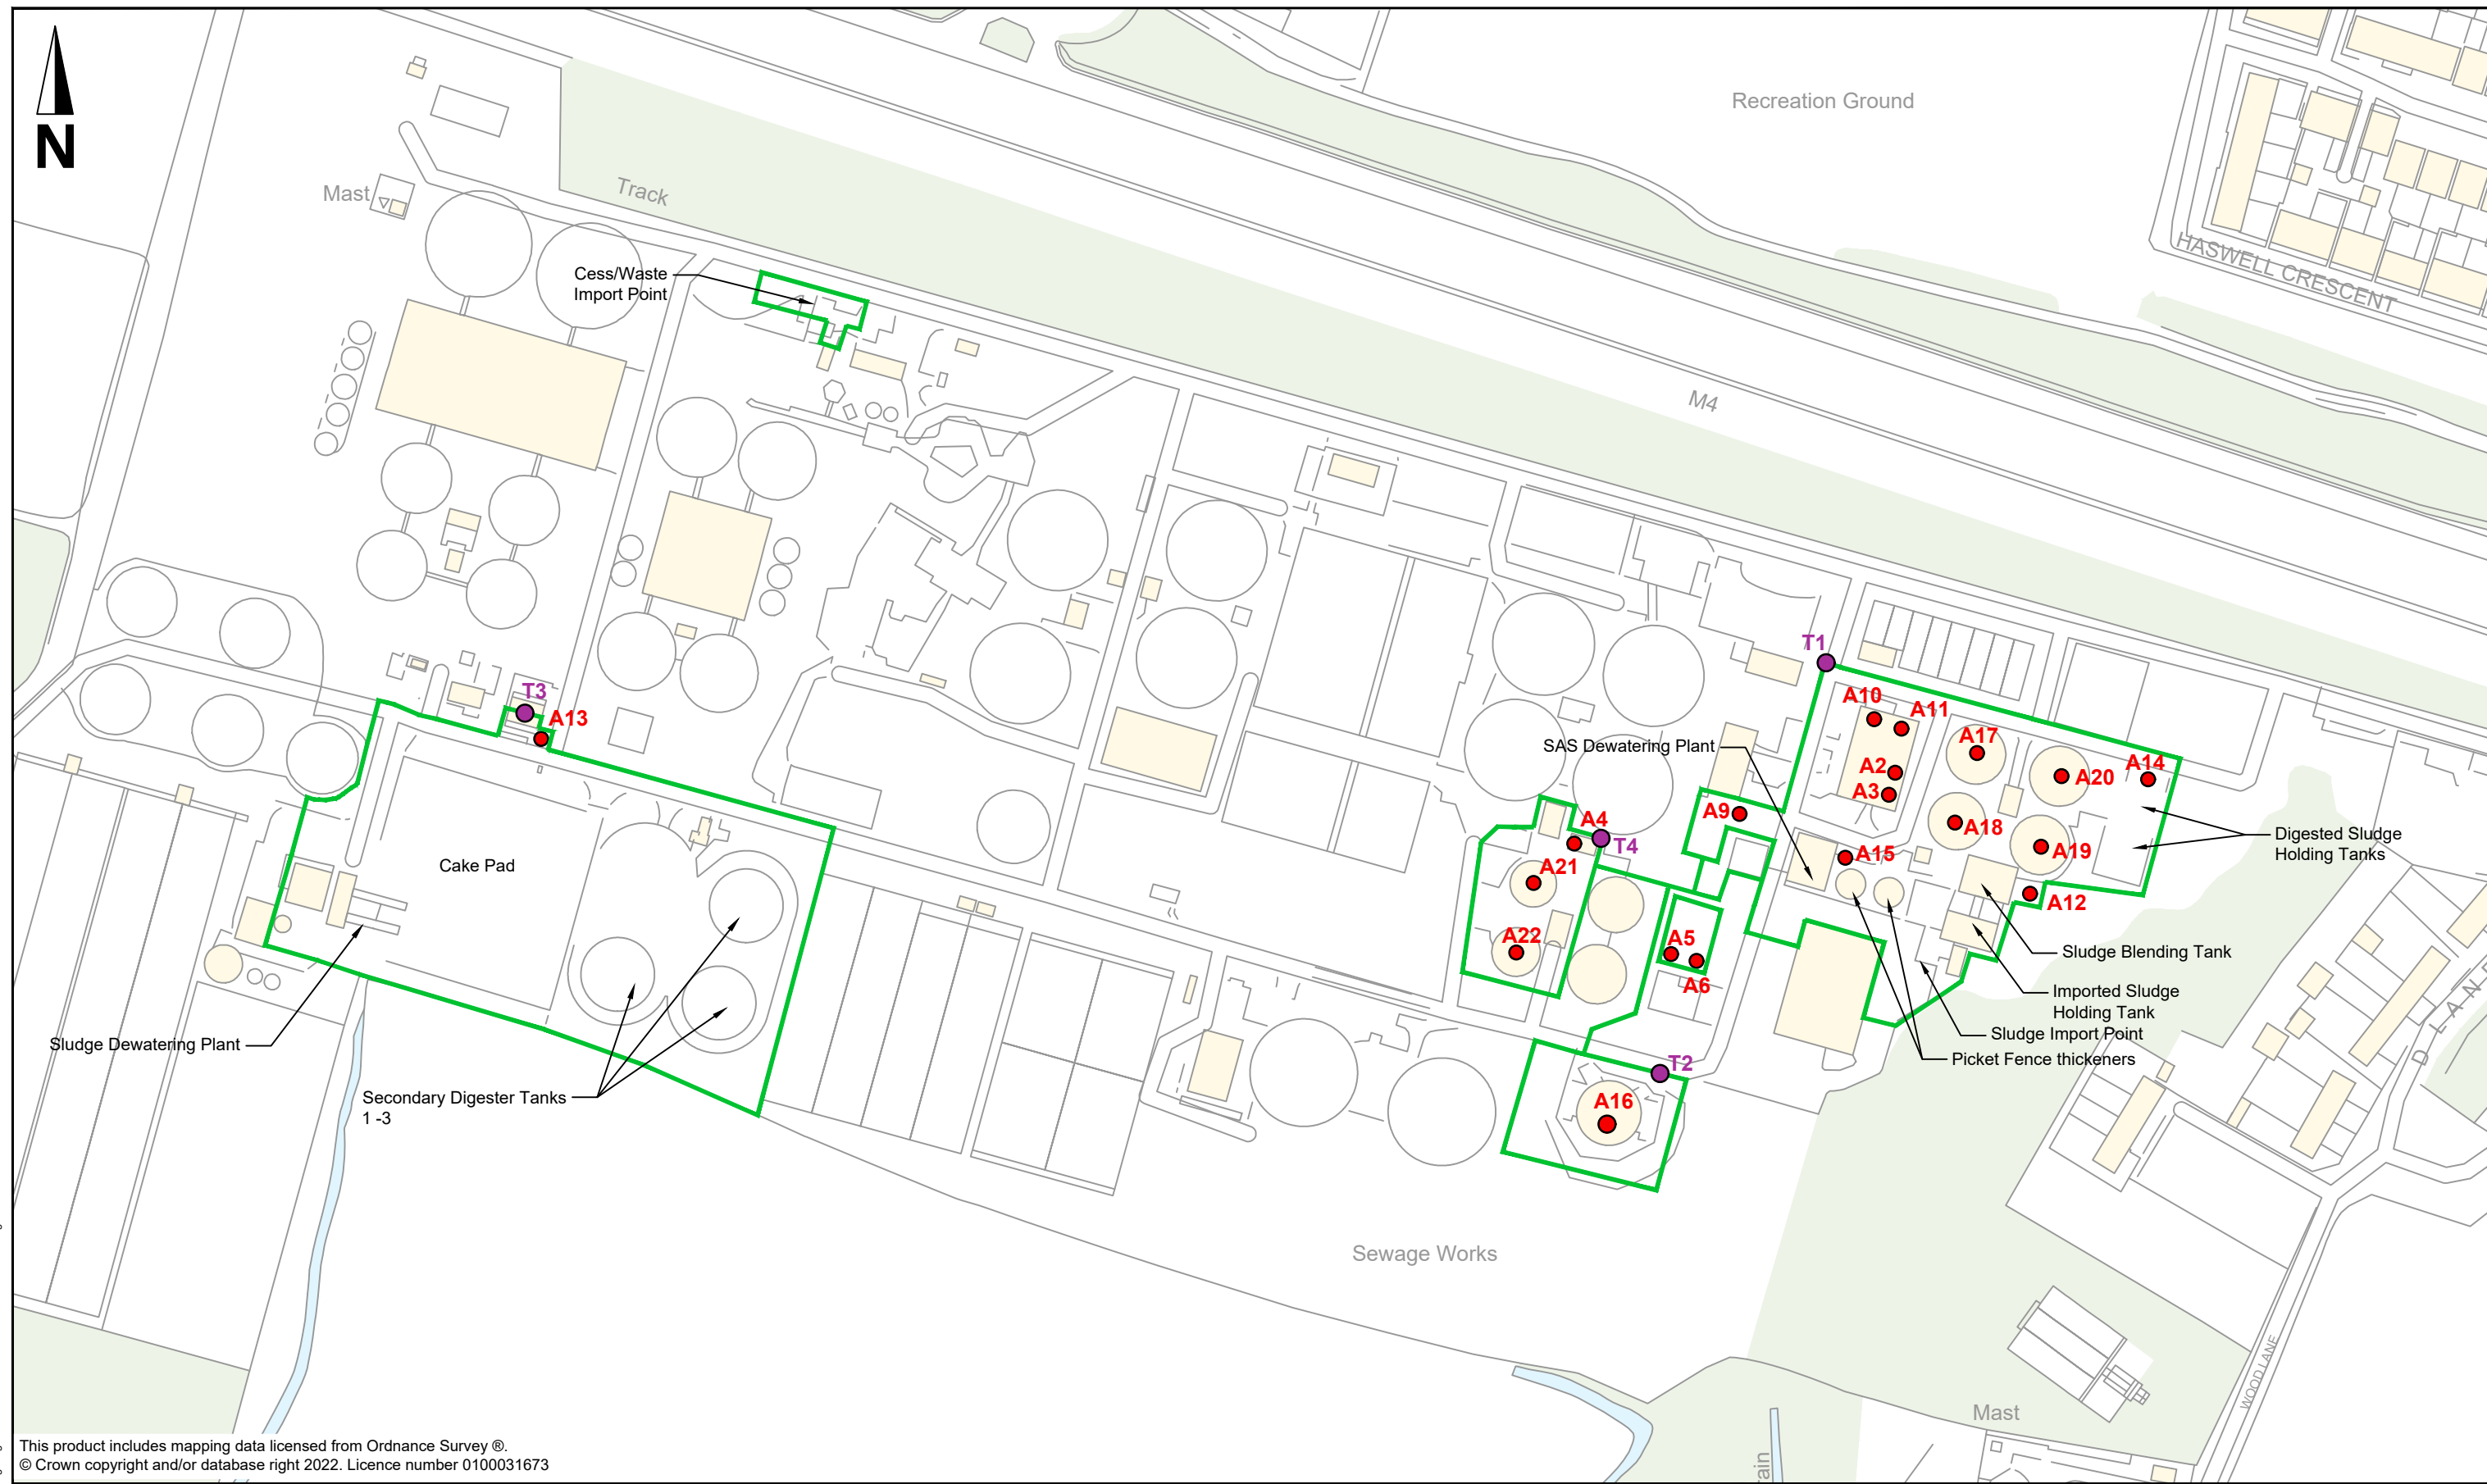 N
Recreation Ground
Mast
Track
HASWELL CRESCENT
Cess/Waste
Import Point
M4
T1
T3
A13
A10
A11
A17
A2
A20
A14
A3
SAS Dewatering Plant
A9
A4
T4
A18
A19
A15
Digested Sludge
Holding Tanks
Cake Pad
A21
A12
A22
A5
A6
Sludge Blending Tank
Imported Sludge
Holding Tank
Sludge Import Point
Picket Fence thickeners
Sludge Dewatering Plant
T2
Secondary Digester Tanks
1 -3
A16
D LAN
Sewage Works
WOOD LANE
Mast
rain
This product includes mapping data licensed from Ordnance Survey ®.
© Crown copyright and/or database right 2022. Licence number 0100031673